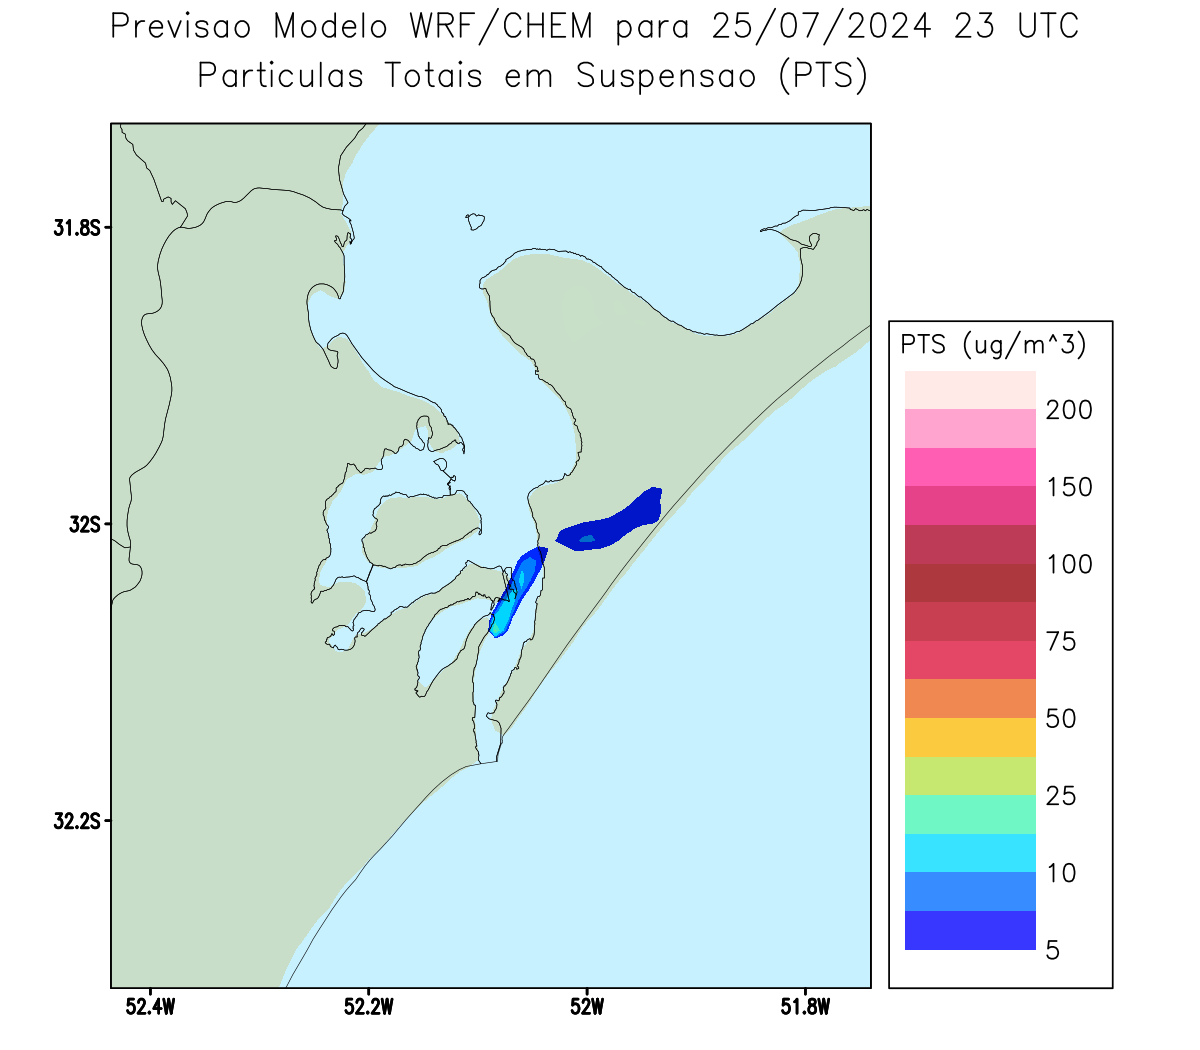 Previsao Modelo WRF/CHEM para 25/07/2024 23 UTC
Particulas Totais em Suspensao (PTS)
31.8S
32S
32.2S
52.4W 52.2W 52W 51.8W
PTS (ug/m^3)
200
150
100
75
50
25
10
5